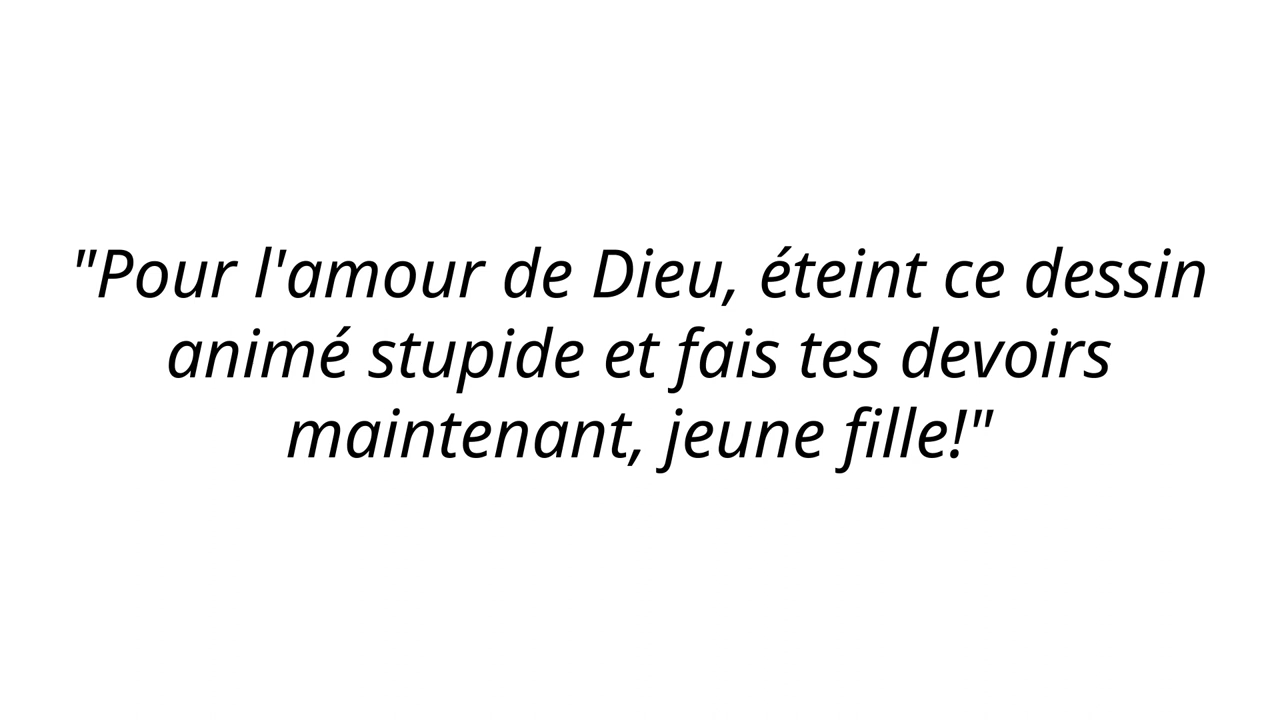 "Pour l'amour de Dieu, éteint ce dessin
animé stupide et fais tes devoirs
maintenant, jeune fille!"